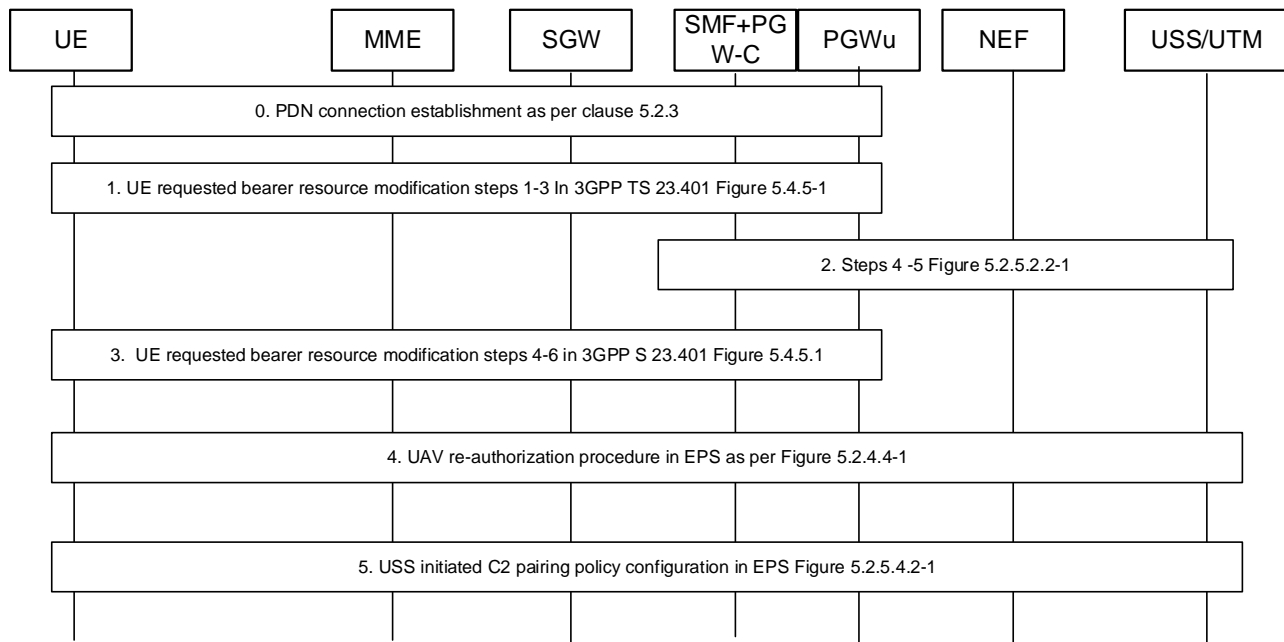 UE
MME
SGW
SMF+PG
W-C
PGWu
NEF
USS/UTM
0. PDN connection establishment as per clause 5.2.3
1. UE requested bearer resource modification steps 1-3 In 3GPP TS 23.401 Figure 5.4.5-1
2. Steps 4 -5 Figure 5.2.5.2.2-1
3. UE requested bearer resource modification steps 4-6 in 3GPP S 23.401 Figure 5.4.5.1
4. UAV re-authorization procedure in EPS as per Figure 5.2.4.4-1
5. USS initiated C2 pairing policy configuration in EPS Figure 5.2.5.4.2-1